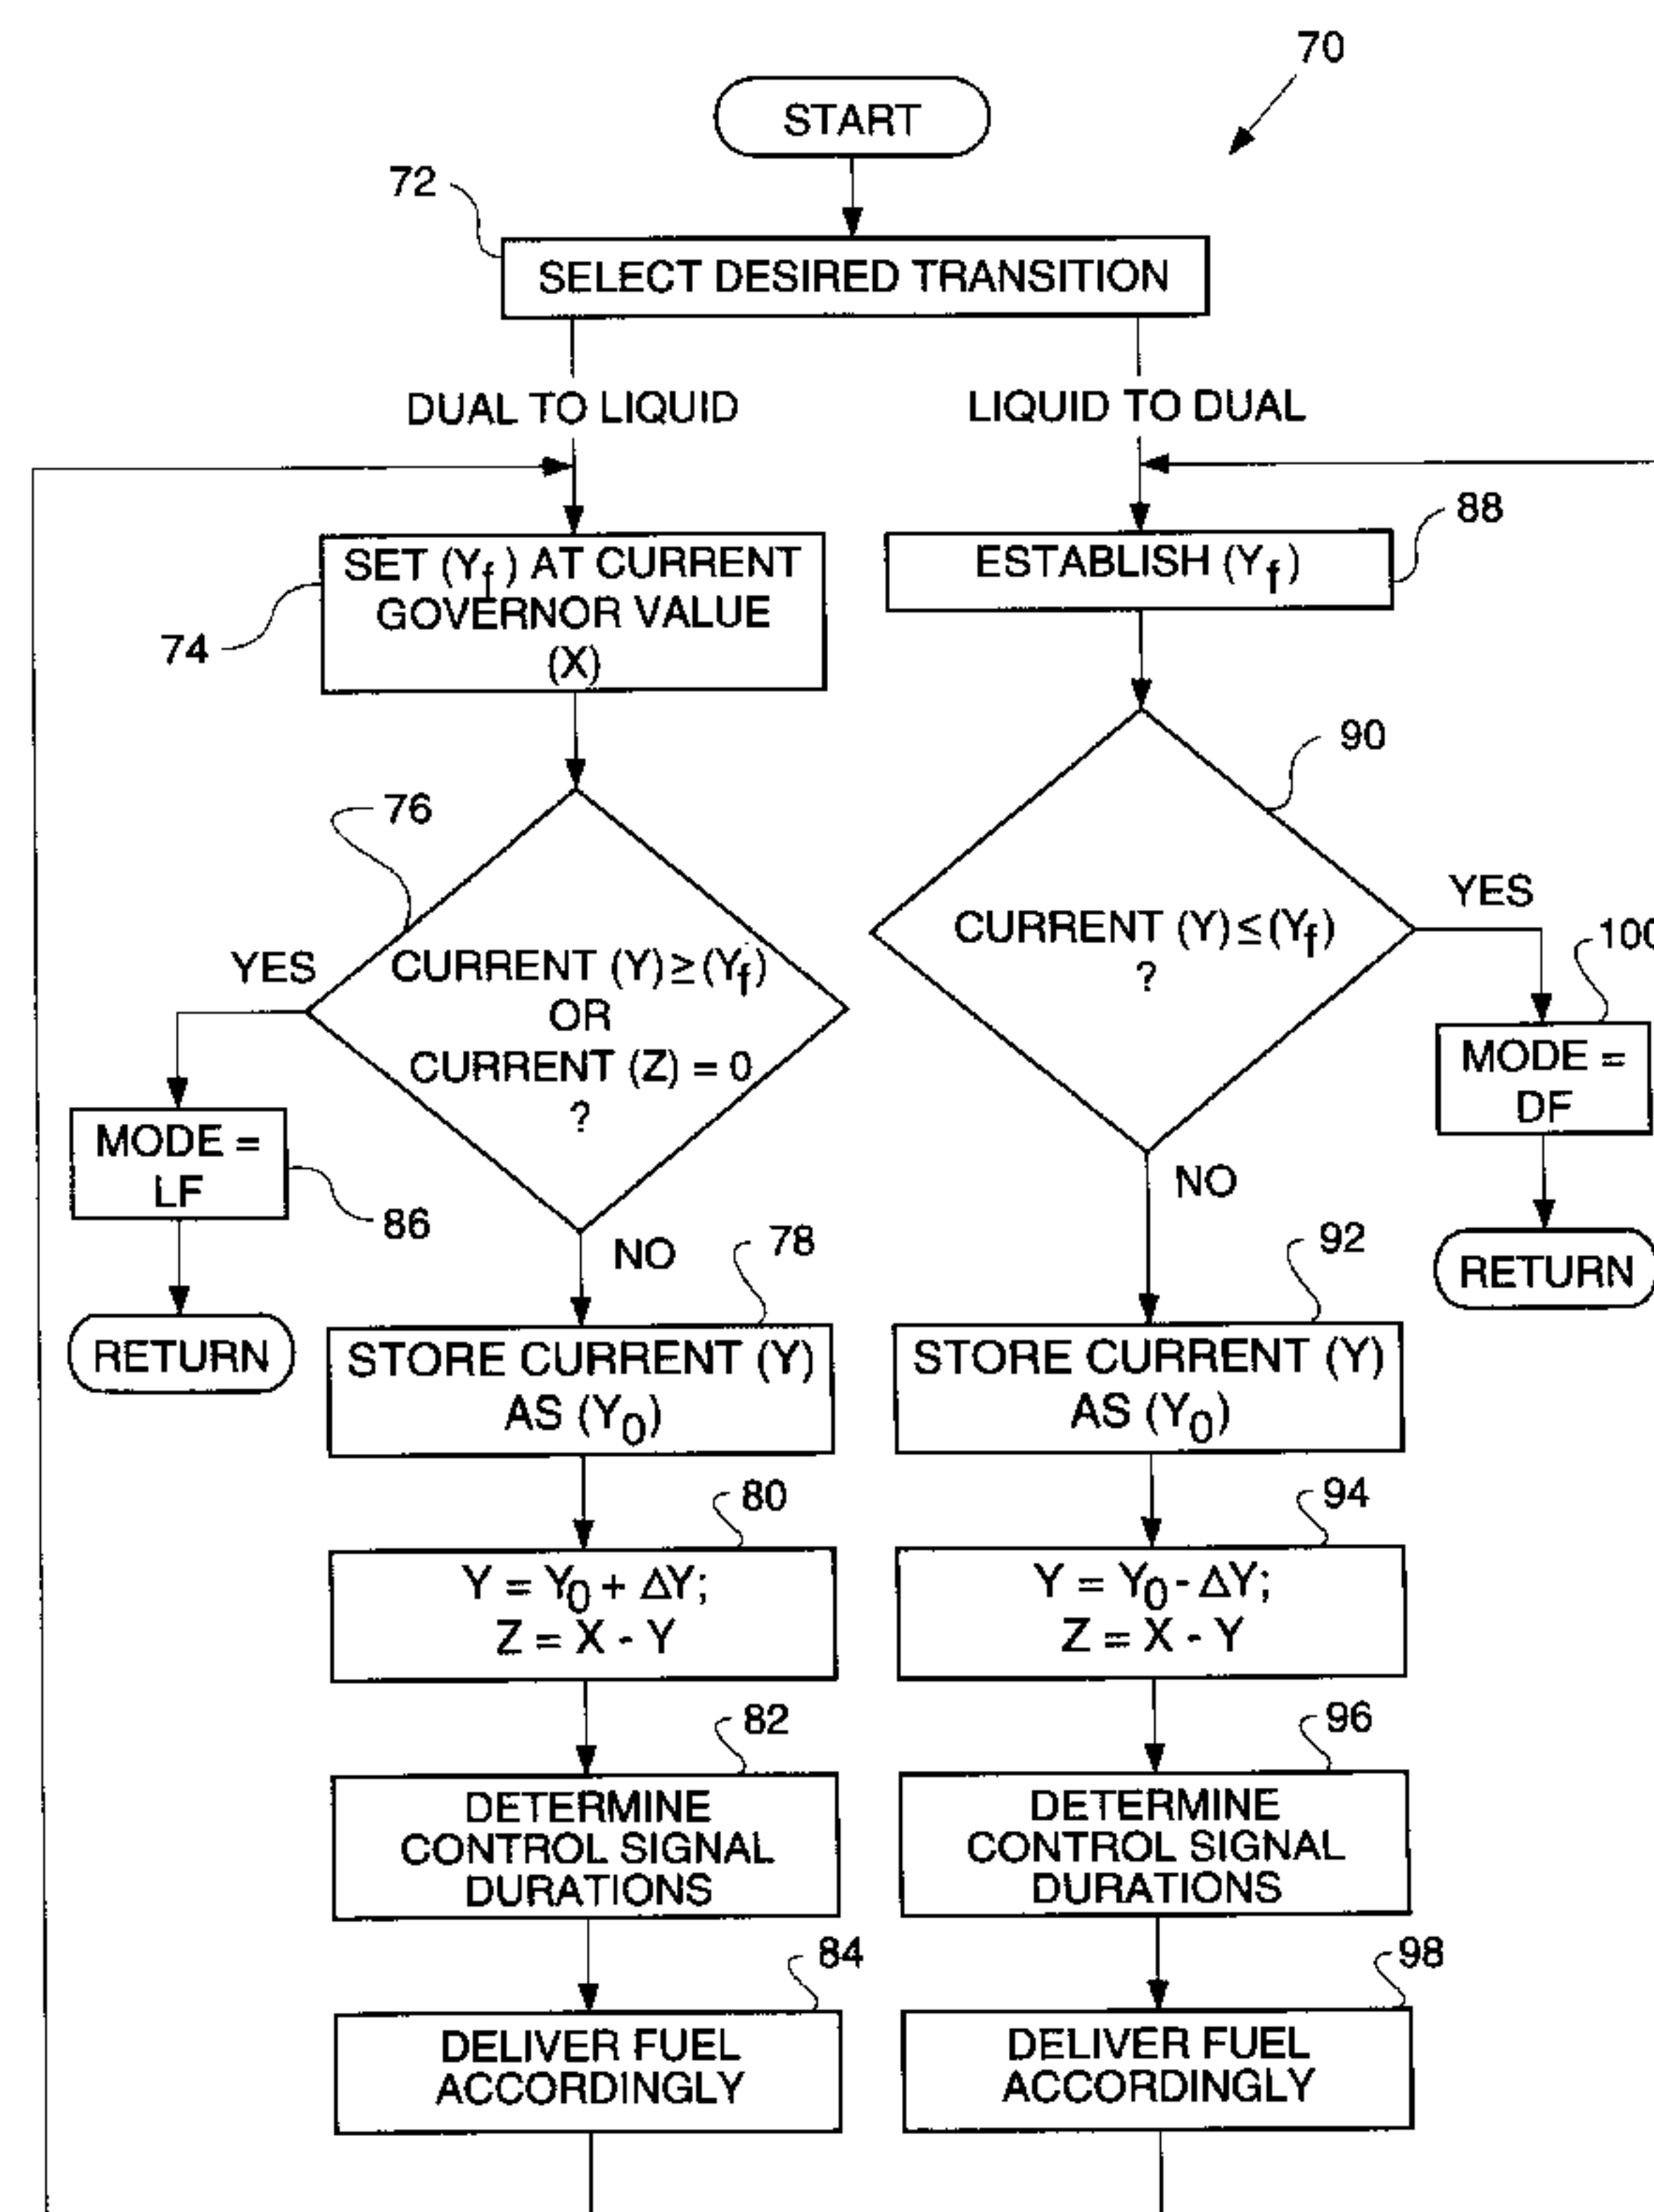 70
START
72
SELECT DESIRED TRANSITION
DUAL TO LIQUID
LIQUID TO DUAL
74
SET (Yf) AT CURRENT
GOVERNOR VALUE
(X)
88
ESTABLISH (Yf)
76
YES
CURRENT (Y) ≥ (Yf)
OR
CURRENT (Z) = 0
?
90
CURRENT (Y) ≤ (Yf)
?
YES
100
MODE =
DF
RETURN
MODE =
LF
86
RETURN
NO
NO
78
STORE CURRENT (Y)
AS (Y0)
92
STORE CURRENT (Y)
AS (Y0)
80
Y = Y0 + ΔY;
Z = X - Y
94
Y = Y0 - ΔY;
Z = X - Y
82
DETERMINE
CONTROL SIGNAL
DURATIONS
96
DETERMINE
CONTROL SIGNAL
DURATIONS
84
DELIVER FUEL
ACCORDINGLY
98
DELIVER FUEL
ACCORDINGLY